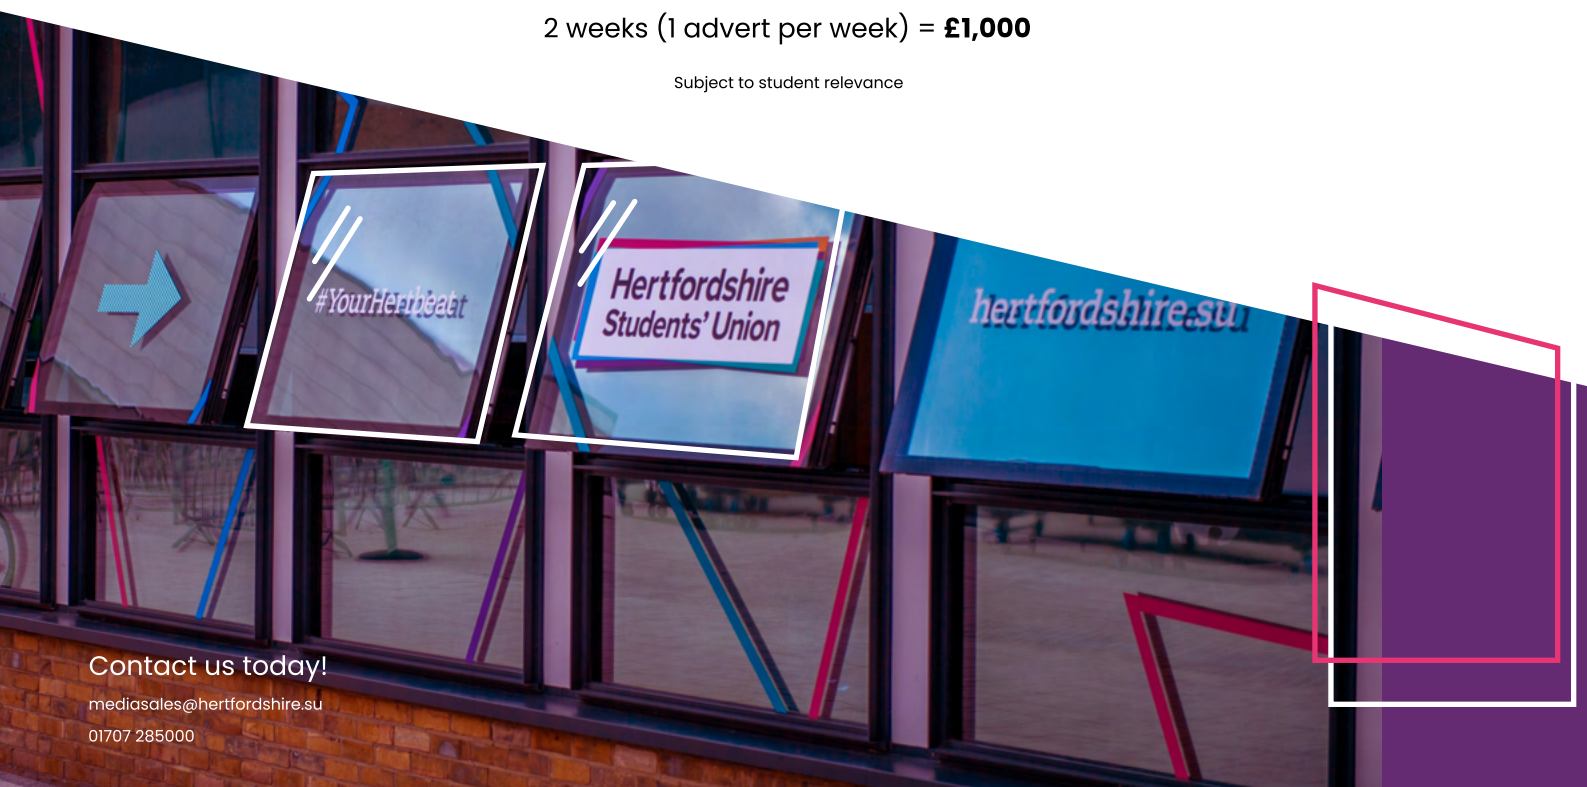 2 weeks (1 advert per week) = £1,000
Subject to student relevance
#YourHertbeat
Hertfordshire
Students' Union
hertfordshire.su
Contact us today!
mediasales@hertfordshire.su
01707 285000